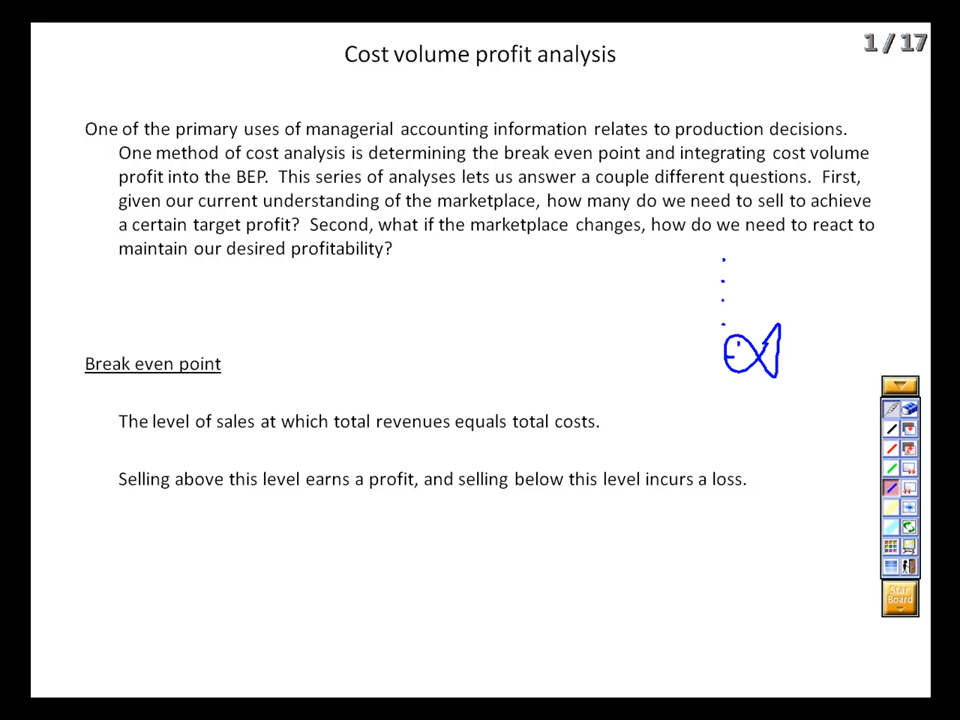 1 / 17
Cost volume profit analysis
One of the primary uses of managerial accounting information relates to production decisions.
One method of cost analysis is determining the break even point and integrating cost volume
profit into the BEP. This series of analyses lets us answer a couple different questions. First,
given our current understanding of the marketplace, how many do we need to sell to achieve
a certain target profit? Second, what if the marketplace changes, how do we need to react to
maintain our desired profitability?
Break even point
The level of sales at which total revenues equals total costs.
Selling above this level earns a profit, and selling below this level incurs a loss.
Star
Board